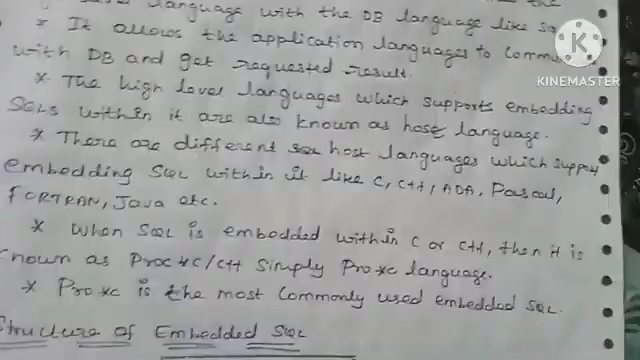 language with the DB language like
* It allows the application languages to
with DB and get requested result.
* The high level languages which supports embedding
SQLs within it are also known as host language.
* There are different host languages which support
embedding SQL within it like C, C++, ADA, Pascal,
FORTRAN, Java etc.
* When SQL is embedded within C or C++, then it is
known as Pro*C/C++ simply Pro*C language.
* Pro*C is the most commonly used embedded SQL.
Structure of Embedded SQL
K
KINEMASTER